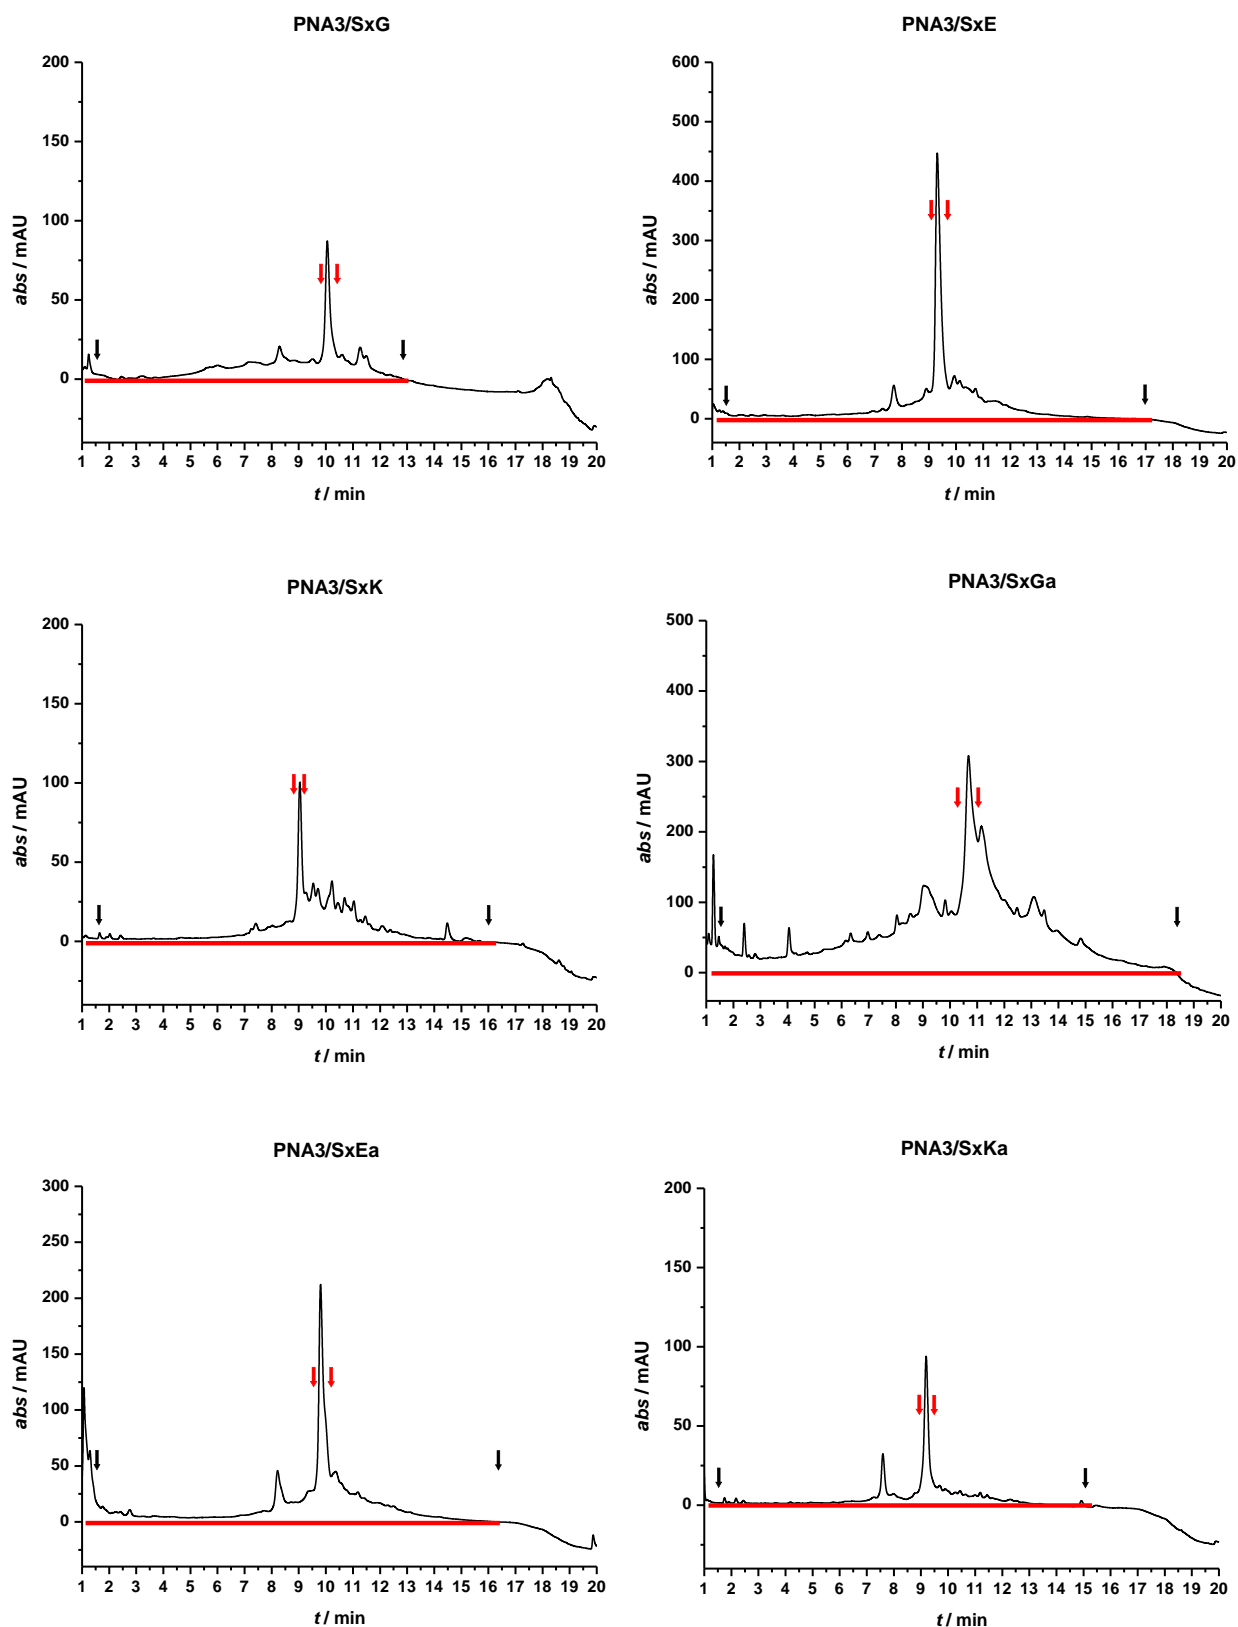 PNA3/SxG
200
150
100
50
0
abs / mAU
1 2 3 4 5 6 7 8 9 10 11 12 13 14 15 16 17 18 19 20
t / min
PNA3/SxE
600
500
400
300
200
100
0
abs / mAU
1 2 3 4 5 6 7 8 9 10 11 12 13 14 15 16 17 18 19 20
t / min
PNA3/SxK
200
150
100
50
0
abs / mAU
1 2 3 4 5 6 7 8 9 10 11 12 13 14 15 16 17 18 19 20
t / min
PNA3/SxGa
500
400
300
200
100
0
abs / mAU
1 2 3 4 5 6 7 8 9 10 11 12 13 14 15 16 17 18 19 20
t / min
PNA3/SxEa
300
250
200
150
100
50
0
abs / mAU
1 2 3 4 5 6 7 8 9 10 11 12 13 14 15 16 17 18 19 20
t / min
PNA3/SxKa
200
150
100
50
0
abs / mAU
1 2 3 4 5 6 7 8 9 10 11 12 13 14 15 16 17 18 19 20
t / min